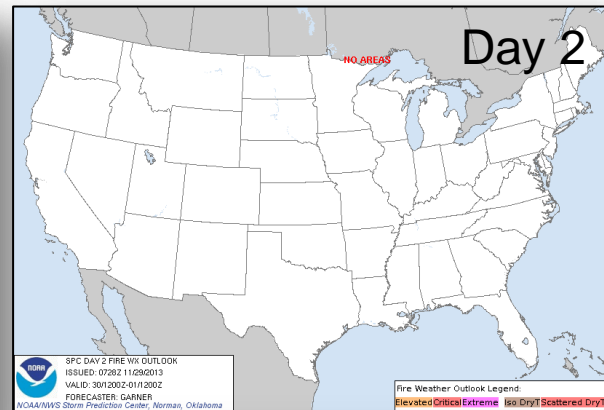 Day 2
NO AREAS
NOAA
SPC DAY 2 FIRE WX OUTLOOK
ISSUED: 0728Z 11/29/2013
VALID: 30/1200Z-01/1200Z
FORECASTER: GARNER
NOAA/NWS Storm Prediction Center, Norman, Oklahoma
Fire Weather Outlook Legend:
Elevated Critical Extreme Iso DryT Scattered DryT